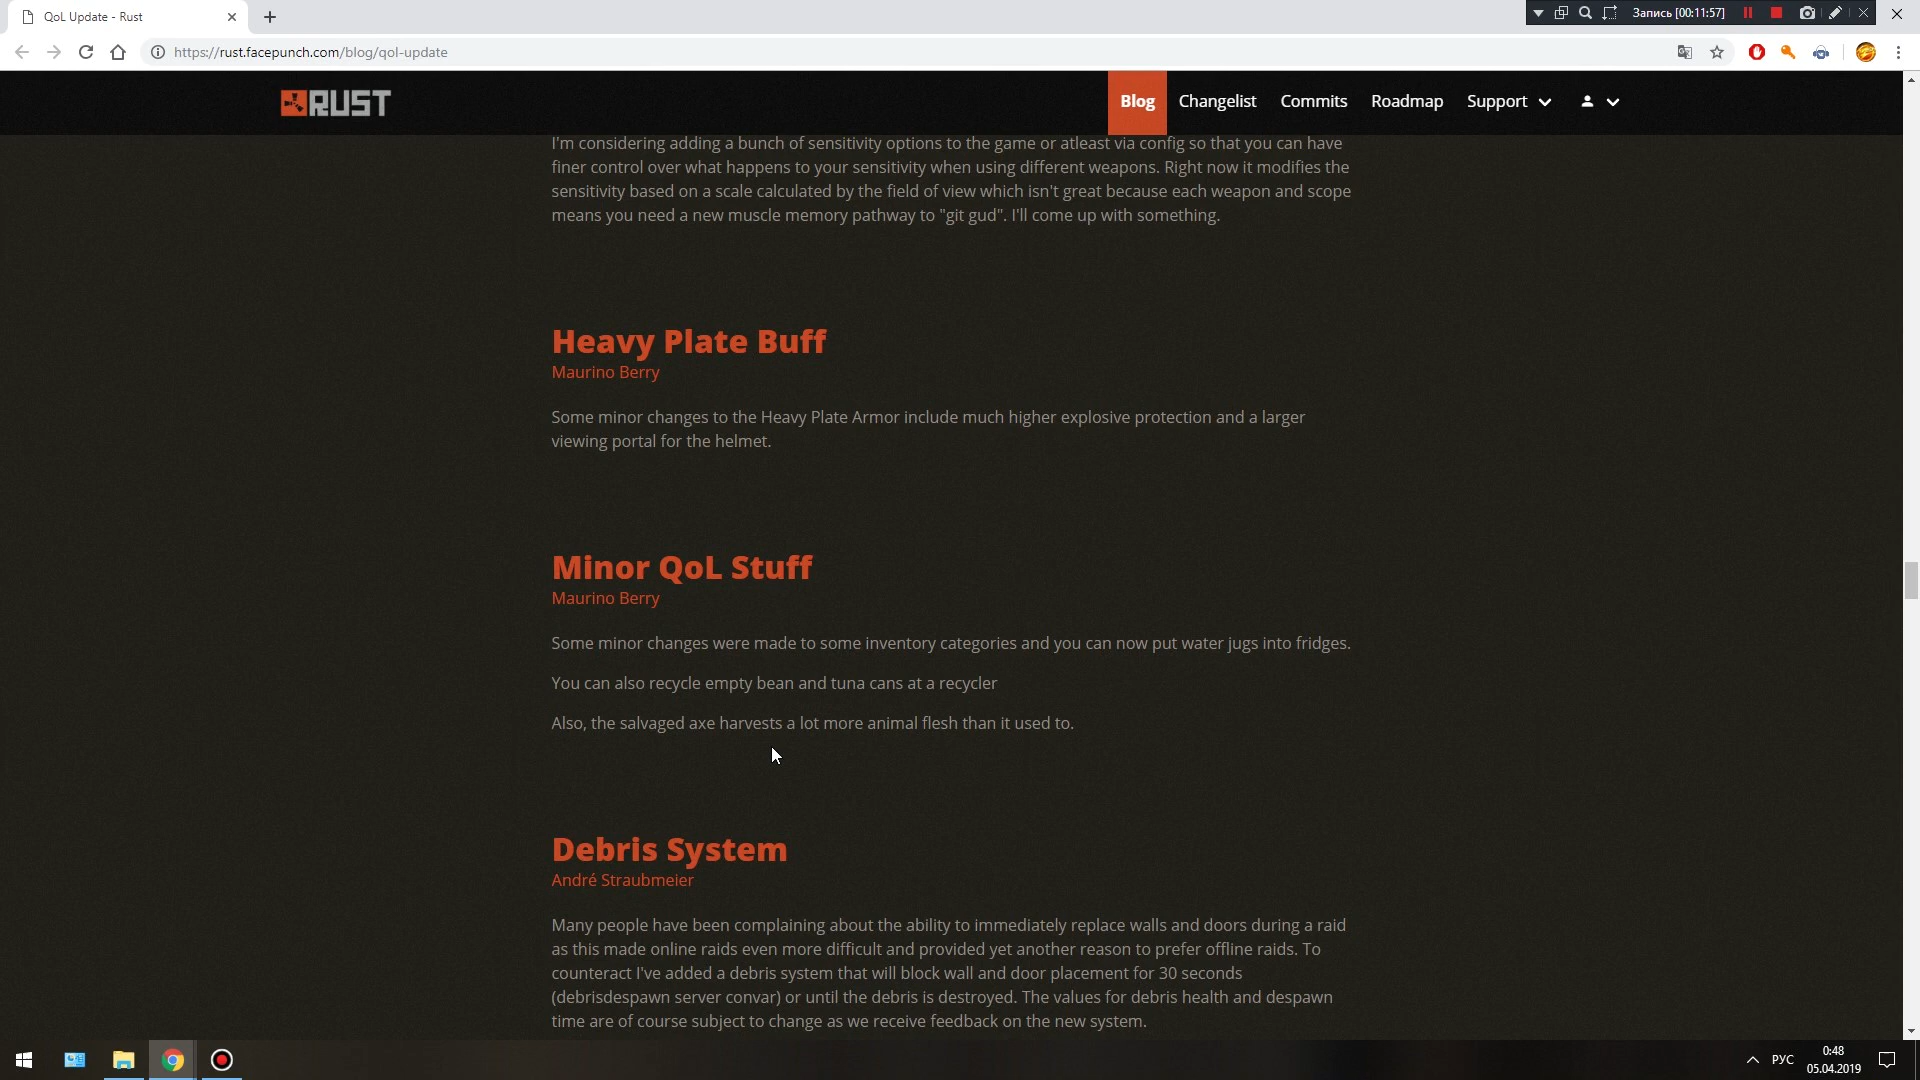 QoL Update - Rust
Запись [00:11:57]
https://rust.facepunch.com/blog/qol-update
RUST
Blog
Changelist
Commits
Roadmap
Support
I'm considering adding a bunch of sensitivity options to the game or atleast via config so that you can have
finer control over what happens to your sensitivity when using different weapons. Right now it modifies the
sensitivity based on a scale calculated by the field of view which isn't great because each weapon and scope
means you need a new muscle memory pathway to "git gud". I'll come up with something.
Heavy Plate Buff
Maurino Berry
Some minor changes to the Heavy Plate Armor include much higher explosive protection and a larger
viewing portal for the helmet.
Minor QoL Stuff
Maurino Berry
Some minor changes were made to some inventory categories and you can now put water jugs into fridges.
You can also recycle empty bean and tuna cans at a recycler
Also, the salvaged axe harvests a lot more animal flesh than it used to.
Debris System
André Straubmeier
Many people have been complaining about the ability to immediately replace walls and doors during a raid
as this made online raids even more difficult and provided yet another reason to prefer offline raids. To
counteract I've added a debris system that will block wall and door placement for 30 seconds
(debrisdespawn server convar) or until the debris is destroyed. The values for debris health and despawn
time are of course subject to change as we receive feedback on the new system.
РУС
0:48
05.04.2019